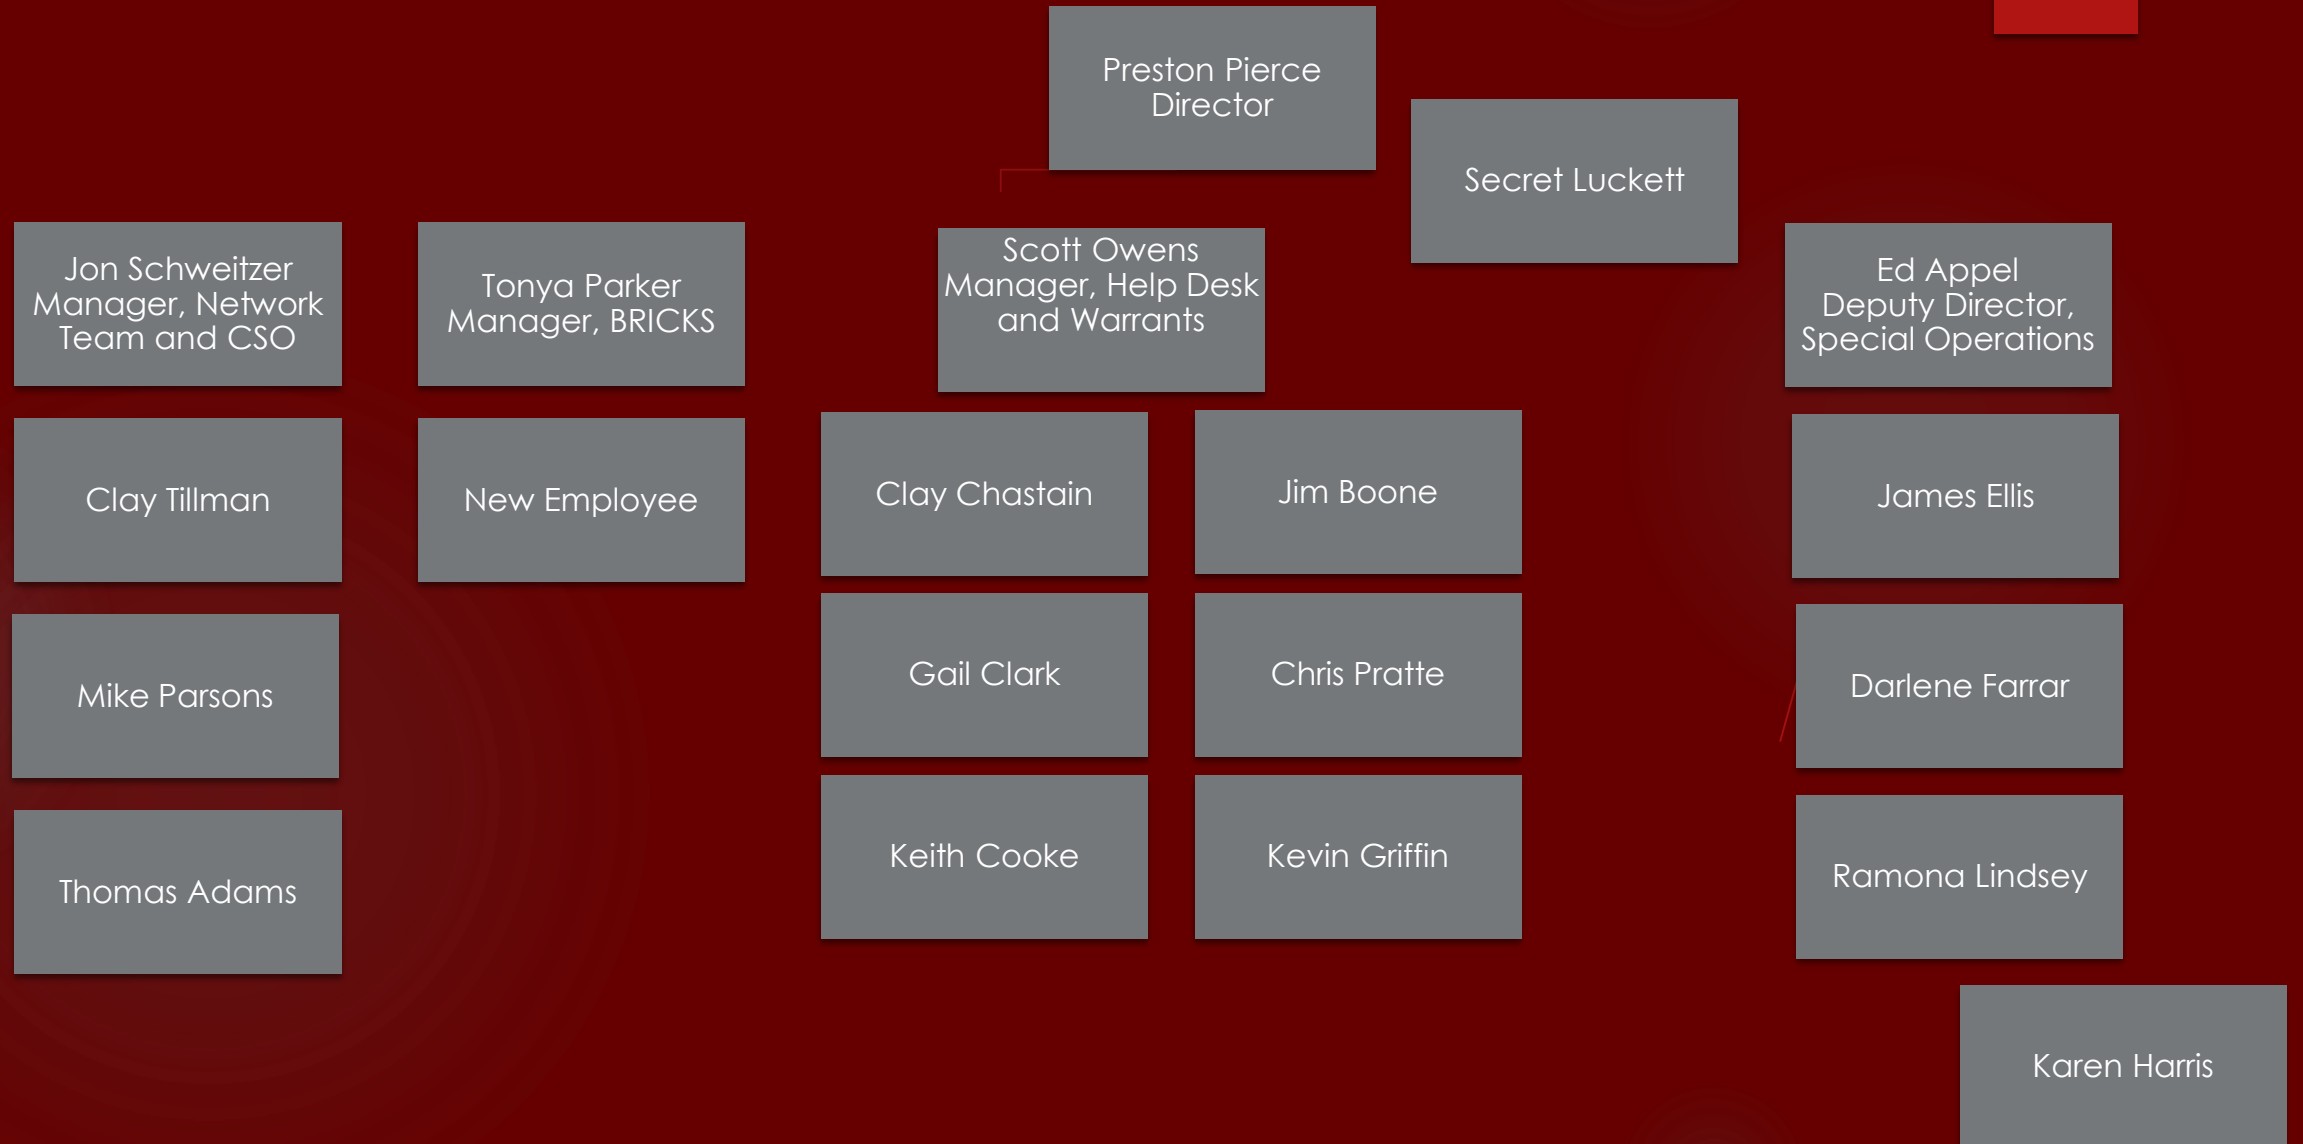 Preston Pierce
Director
Secret Luckett
Jon Schweitzer
Manager, Network
Team and CSO
Tonya Parker
Manager, BRICKS
Scott Owens
Manager, Help Desk
and Warrants
Ed Appel
Deputy Director,
Special Operations
Clay Tillman
New Employee
Clay Chastain
Jim Boone
James Ellis
Mike Parsons
Gail Clark
Chris Pratte
Darlene Farrar
Thomas Adams
Keith Cooke
Kevin Griffin
Ramona Lindsey
Karen Harris